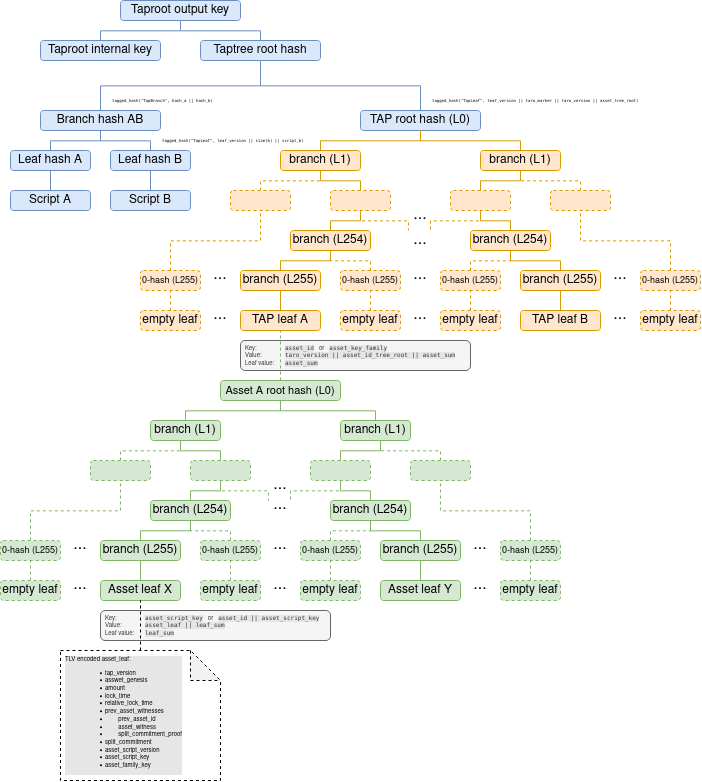 Taproot output key
Taproot internal key
Taptree root hash
tagged_hash("TapBranch", hash_a || hash_b)
tagged_hash("Tapleaf", leaf_version || taro_marker || taro_version || asset_tree_root)
Branch hash AB
TAP root hash (L0)
tagged_hash("Tapleaf", leaf_version || size(b) || script_b)
Leaf hash A
Leaf hash B
branch (L1)
branch (L1)
Script A
Script B
...
branch (L254)
...
branch (L254)
0-hash (L255)
...
branch (L255)
0-hash (L255)
...
0-hash (L255)
branch (L255)
...
0-hash (L255)
empty leaf
...
TAP leaf A
empty leaf
...
empty leaf
TAP leaf B
...
empty leaf
Key: asset_id or asset_key_family
Value: taro_version || asset_id_tree_root || asset_sum
Leaf value: asset_sum
Asset A root hash (L0)
branch (L1)
branch (L1)
...
branch (L254)
...
branch (L254)
0-hash (L255)
...
branch (L255)
0-hash (L255)
...
0-hash (L255)
branch (L255)
...
0-hash (L255)
empty leaf
...
Asset leaf X
empty leaf
...
empty leaf
Asset leaf Y
...
empty leaf
Key: asset_script_key or asset_id || asset_script_key
Value: asset_leaf || leaf_sum
Leaf value: leaf_sum
TLV encoded asset_leaf:
• tap_version
• asswet_genesis
• amount
• lock_time
• relative_lock_time
• prev_asset_witnesses
• prev_asset_id
• asset_witness
• split_commitment_proof
• split_commitment
• asset_script_version
• asset_script_key
• asset_family_key